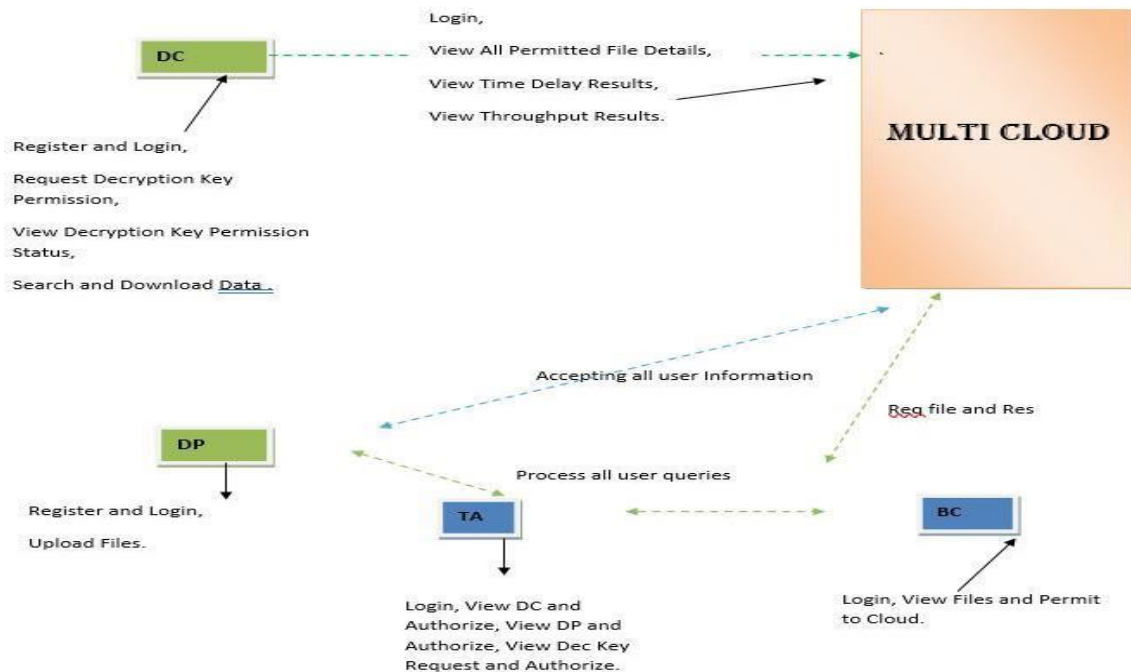 Login,
View All Permitted File Details,
View Time Delay Results,
View Throughput Results.
DC
MULTI CLOUD
Register and Login,
Request Decryption Key
Permission,
View Decryption Key Permission
Status,
Search and Download Data .
Accepting all user Information
Req file and Res
DP
Process all user queries
Register and Login,
Upload Files.
TA
BC
Login, View DC and
Authorize, View DP and
Authorize, View Dec Key
Request and Authorize.
Login, View Files and Permit
to Cloud.